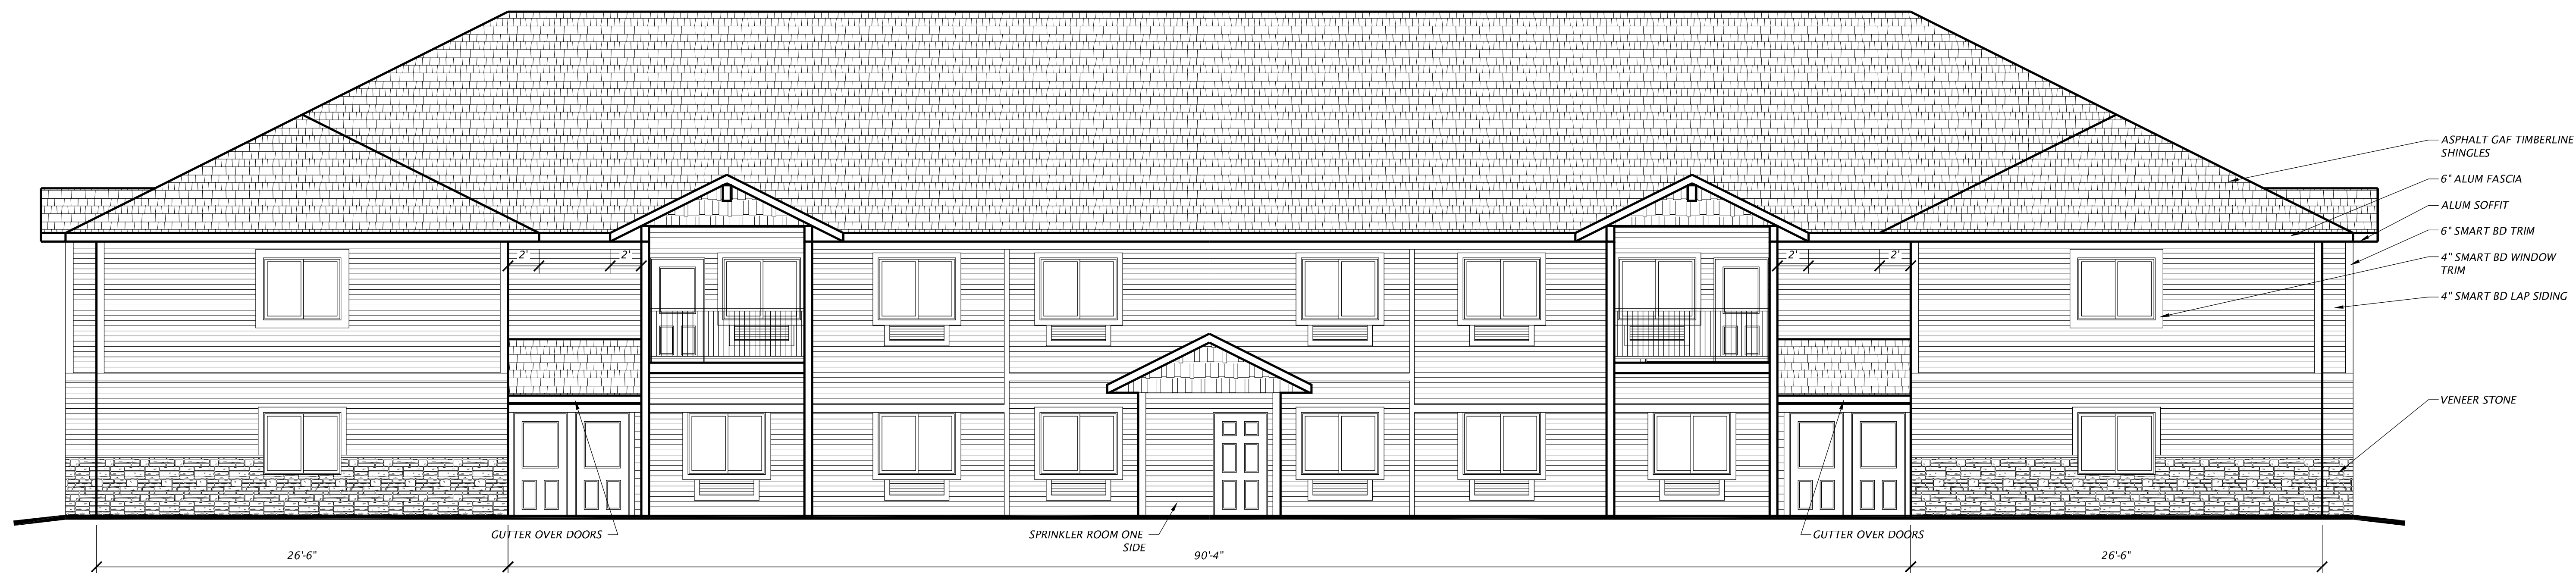 ASPHALT GAF TIMBERLINE
SHINGLES
6" ALUM FASCIA
ALUM SOFFIT
6" SMART BD TRIM
2'
2'
2'
2'
4" SMART BD WINDOW
TRIM
4" SMART BD LAP SIDING
VENEER STONE
GUTTER OVER DOORS
SPRINKLER ROOM ONE
SIDE
GUTTER OVER DOORS
26'-6"
90'-4"
26'-6"